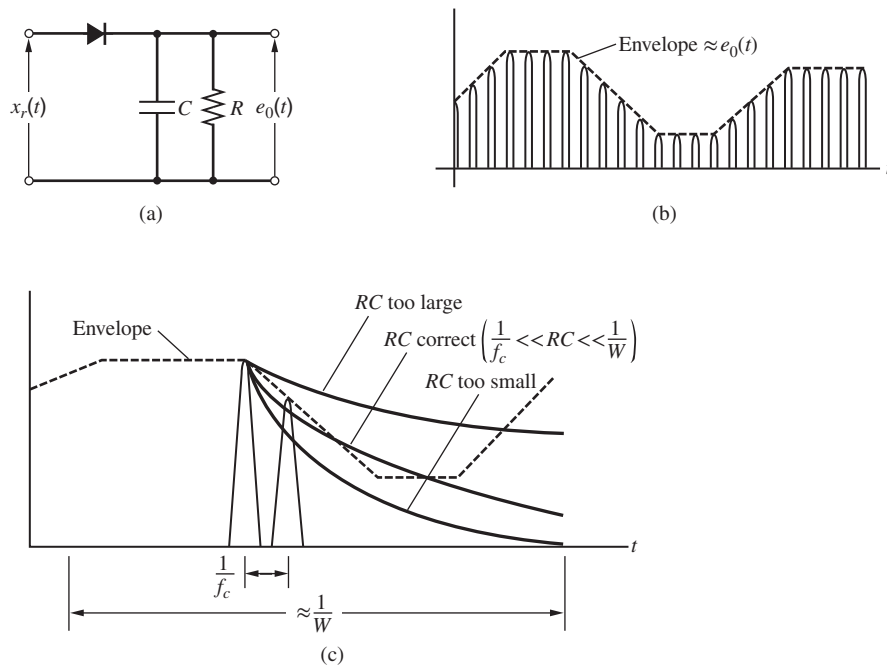 x_r(t)
C
R
e_0(t)
(a)
Envelope ≈ e_0(t)
t
(b)
RC too large
Envelope
RC correct (1/f_c << RC << 1/W)
RC too small
t
1/f_c
≈ 1/W
(c)